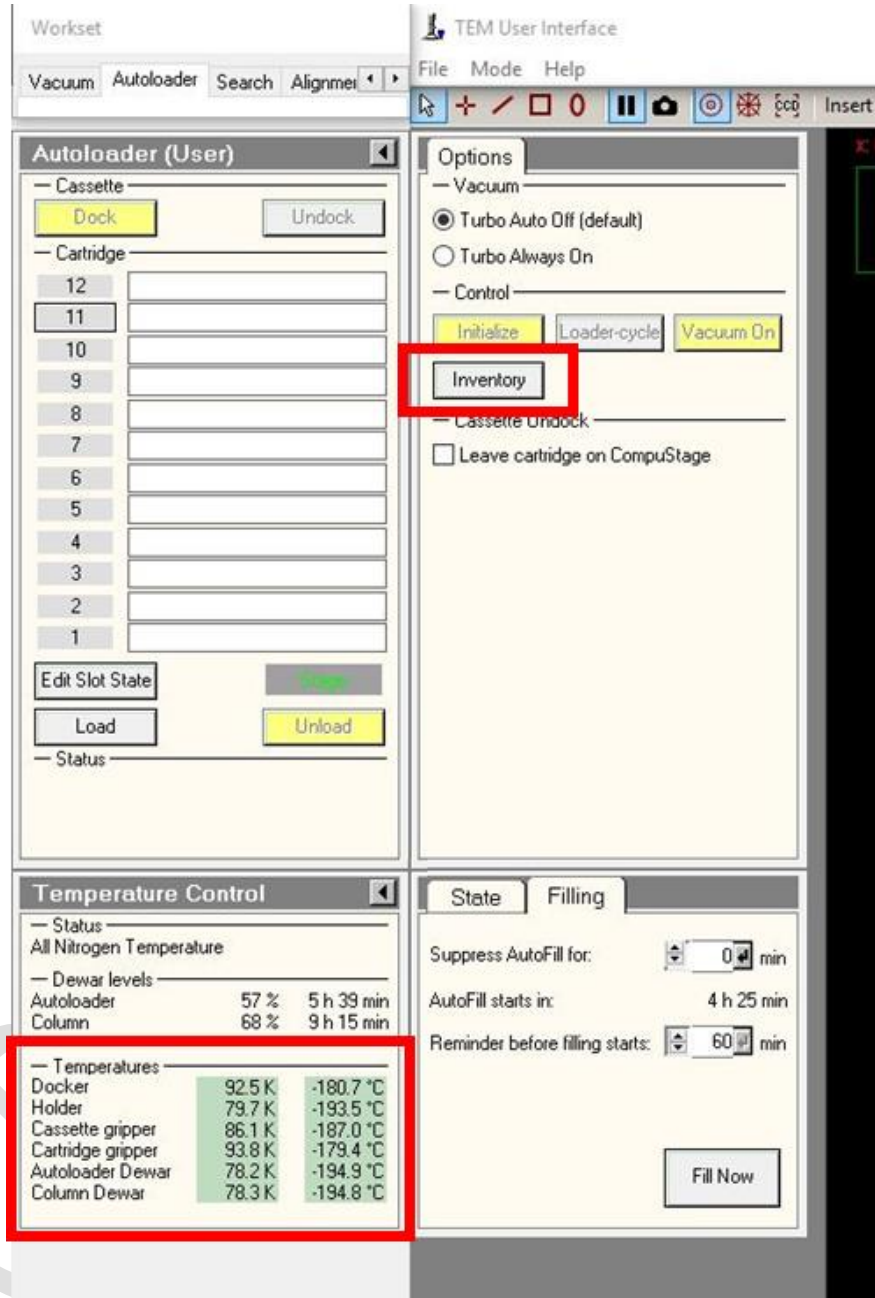 Workset
TEM User Interface
File Mode Help
Vacuum Autoloader Search Alignmer
CCD Insert
Autoloader (User)
Cassette
Dock Undock
Cartridge
12
11
10
9
8
7
6
5
4
3
2
1
Edit Slot State Stage
Load Unload
Status
Options
Vacuum
Turbo Auto Off (default)
Turbo Always On
Control
Initialize Loader-cycle Vacuum On
Inventory
Cassette Undock
Leave cartridge on CompuStage
Temperature Control
Status
All Nitrogen Temperature
Dewar levels
Autoloader 57 % 5 h 39 min
Column 68 % 9 h 15 min
Temperatures
Docker 92.5 K -180.7 °C
Holder 79.7 K -193.5 °C
Cassette gripper 86.1 K -187.0 °C
Cartridge gripper 93.8 K -179.4 °C
Autoloader Dewar 78.2 K -194.9 °C
Column Dewar 78.3 K -194.8 °C
State Filling
Suppress AutoFill for: 0 min
AutoFill starts in: 4 h 25 min
Reminder before filling starts: 60 min
Fill Now